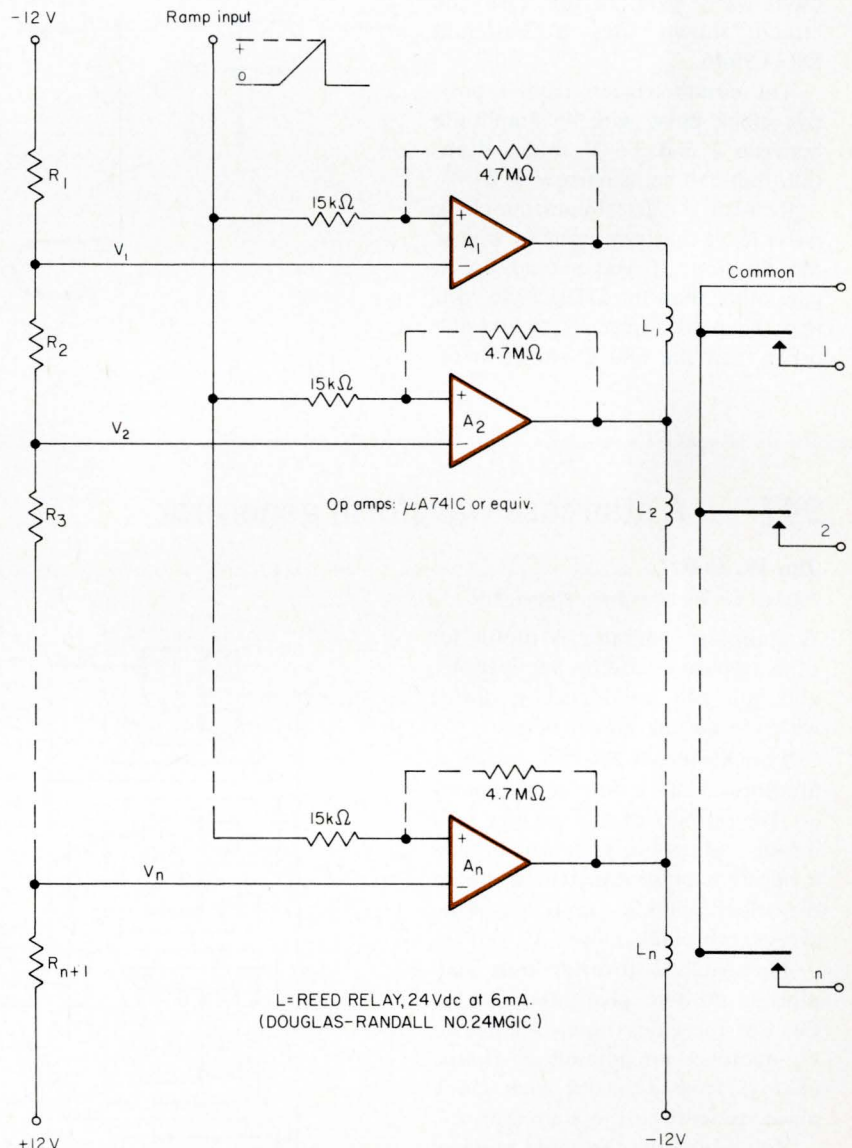 -12 V
Ramp input
+
0
R1
4.7MΩ
15kΩ
+
A1
-
V1
Common
L1
1
R2
4.7MΩ
15kΩ
+
A2
-
V2
R3
Op amps: μA741C or equiv.
L2
2
4.7MΩ
15kΩ
+
An
-
Vn
Rn+1
Ln
n
L=REED RELAY, 24Vdc at 6mA.
(DOUGLAS-RANDALL NO.24MGIC)
+12V
-12V